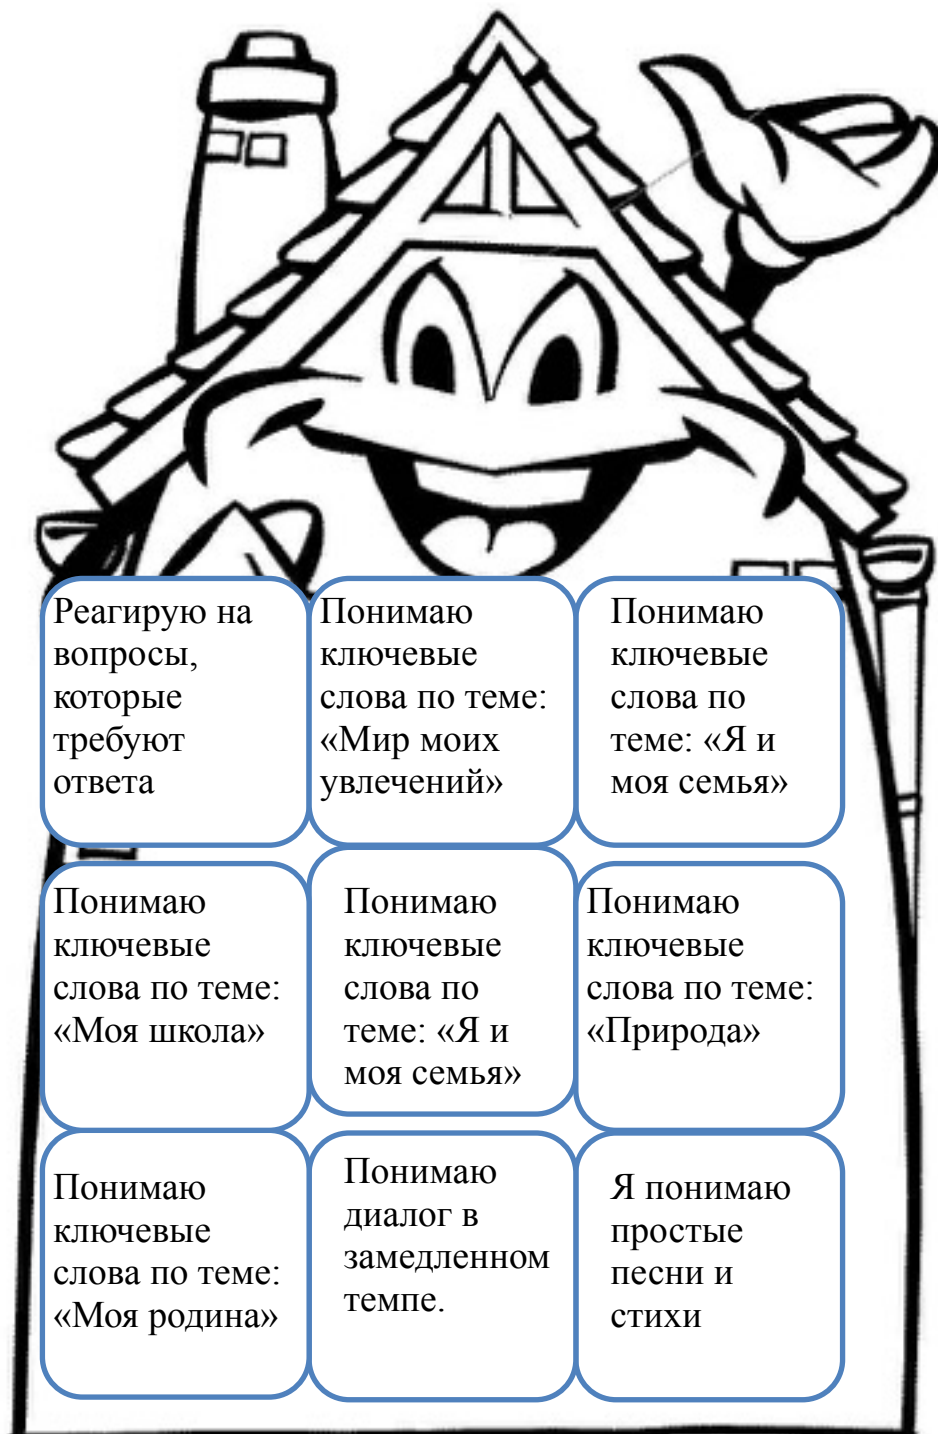 Реагирую на
вопросы,
которые
требуют
ответа
Понимаю
ключевые
слова по теме:
«Мир моих
увлечений»
Понимаю
ключевые
слова по
теме: «Я и
моя семья»
Понимаю
ключевые
слова по теме:
«Моя школа»
Понимаю
ключевые
слова по
теме: «Я и
моя семья»
Понимаю
ключевые
слова по теме:
«Природа»
Понимаю
ключевые
слова по теме:
«Моя родина»
Понимаю
диалог в
замедленном
темпе.
Я понимаю
простые
песни и
стихи